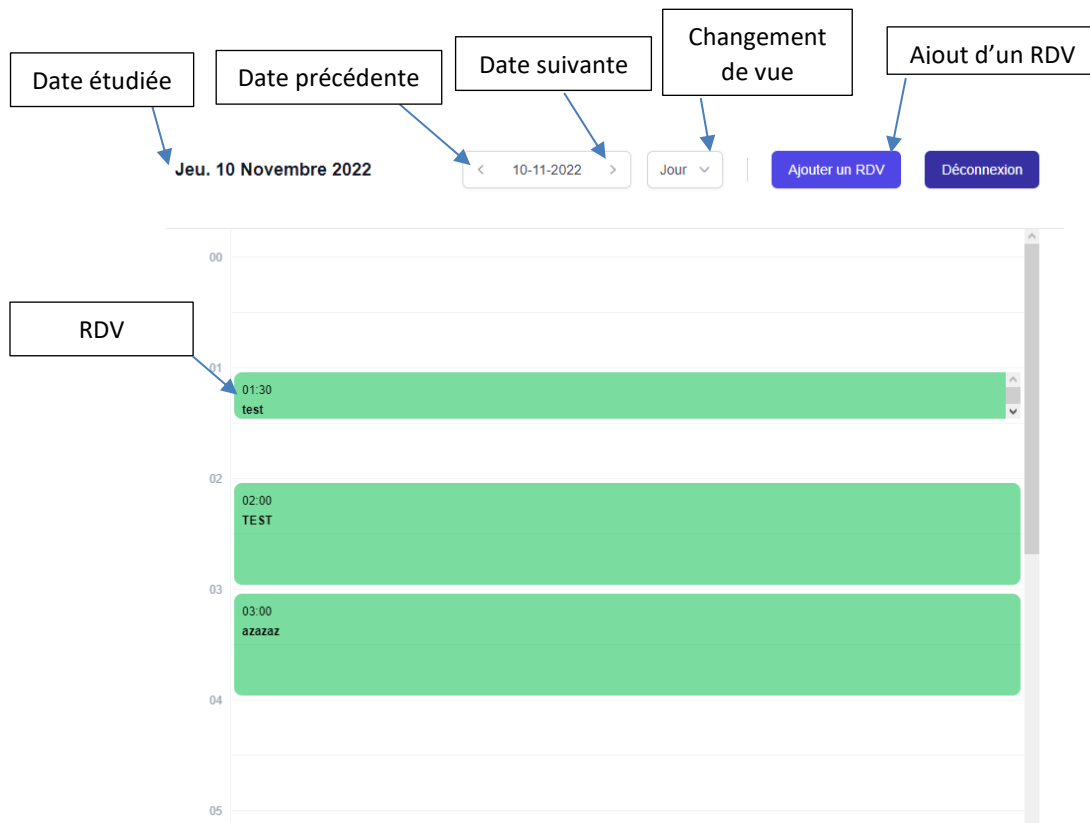 Changement
de vue
Ajout d'un RDV
Date étudiée
Date précédente
Date suivante
Jeu. 10 Novembre 2022
10-11-2022
Jour
Ajouter un RDV
Déconnexion
00
RDV
01
01:30
test
02
02:00
TEST
03
03:00
azazaz
04
05